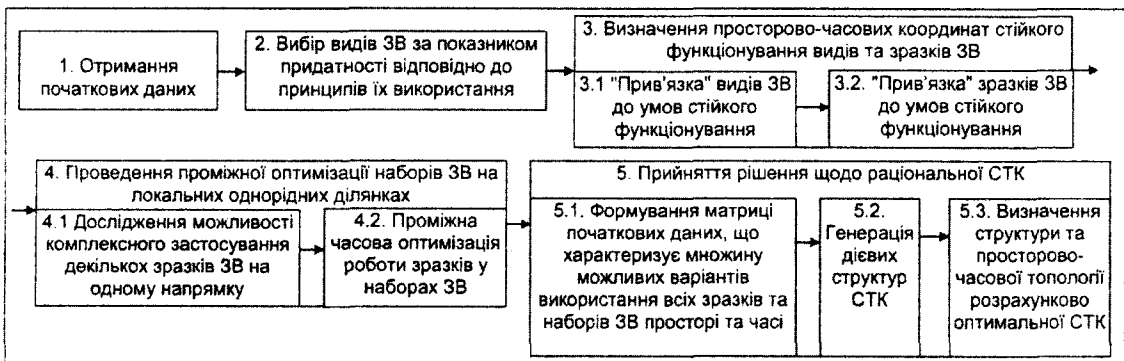 1. Отримання
початкових даних
2. Вибір видів ЗВ за показником
придатності відповідно до
принципів їх використання
3. Визначення просторово-часових координат стійкого
функціонування видів та зразків ЗВ
3.1 "Прив'язка" видів ЗВ
до умов стійкого
функціонування
3.2. "Прив'язка" зразків ЗВ
до умов стійкого
функціонування
4. Проведення проміжної оптимізації наборів ЗВ на
локальних однорідних ділянках
4.1 Дослідження можливості
комплексного застосування
декількох зразків ЗВ на
одному напрямку
4.2. Проміжна
часова оптимізація
роботи зразків у
наборах ЗВ
5. Прийняття рішення щодо раціональної СТК
5.1. Формування матриці
початкових даних, що
характеризує множину
можливих варіантів
використання всіх зразків та
наборів ЗВ просторі та часі
5.2.
Генерація
дієвих
структур
СТК
5.3. Визначення
структури та
просторово-
часової топології
розрахунково
оптимальної СТК